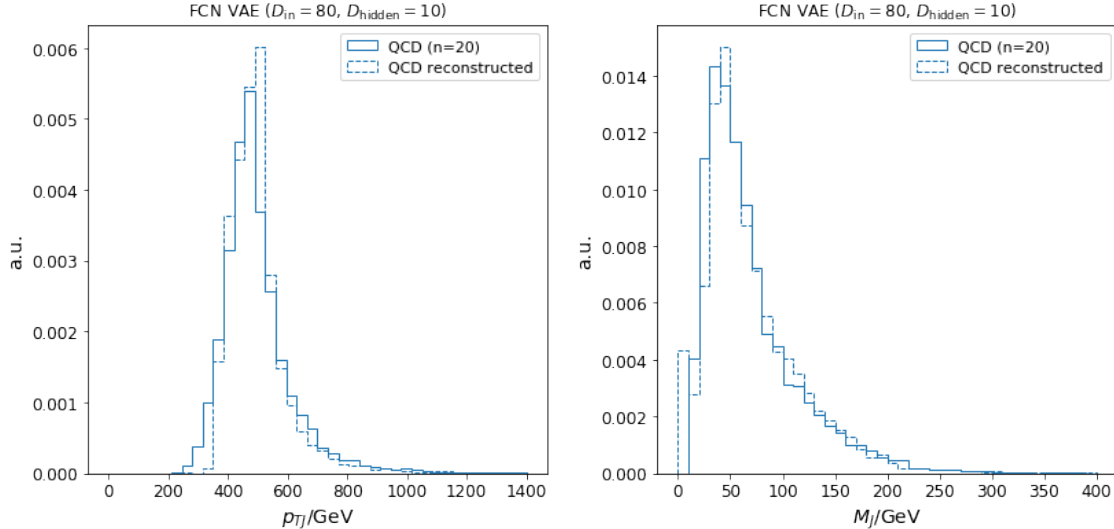 FCN VAE (D_in = 80, D_hidden = 10)
QCD (n=20)
QCD reconstructed
0.006
0.005
0.004
0.003
0.002
0.001
0.000
a.u.
0 200 400 600 800 1000 1200 1400
p_TJ/GeV
FCN VAE (D_in = 80, D_hidden = 10)
QCD (n=20)
QCD reconstructed
0.014
0.012
0.010
0.008
0.006
0.004
0.002
0.000
a.u.
0 50 100 150 200 250 300 350 400
M_J/GeV